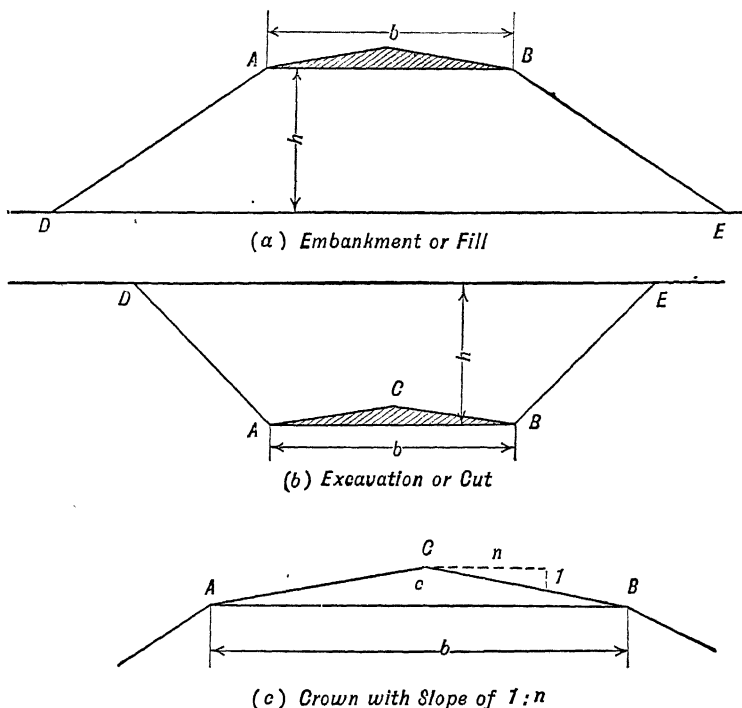 b
A
B
h
D
E
(a) Embankment or Fill
D
E
h
C
A
B
b
(b) Excavation or Cut
C
n
1
A
c
B
b
(c) Crown with Slope of 1:n